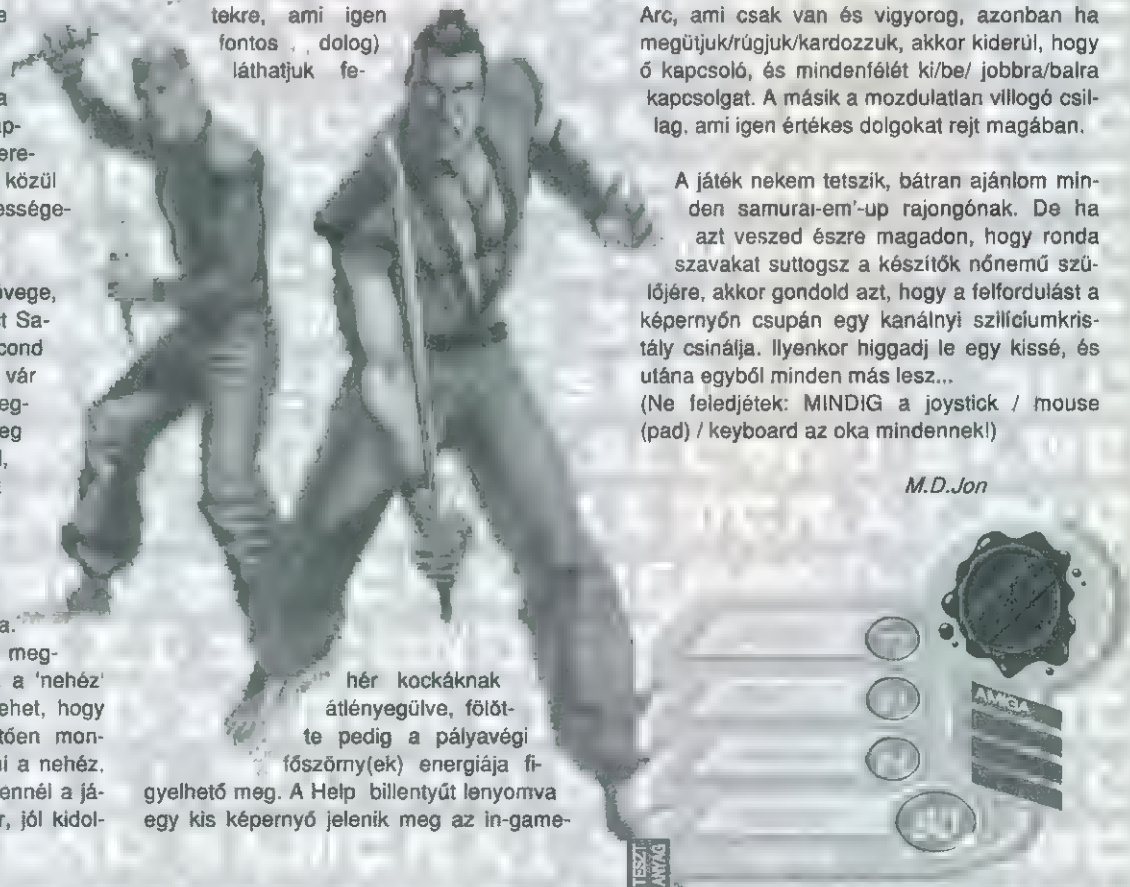 e
a
ap-
ere-
közül
essége-
övege,
st Sa-
cond
vár
eg-
eg
a.
meg-
a 'nehéz'
ehet, hogy
tően mon-
i a nehéz,
ennél a já-
r, jól kidol-
tekre, ami igen
fontos dolog)
láthatjuk fe-
hér kockáknak
átlényegülve, fölöt-
te pedig a pályavégi
főszörny(ek) energiája fi-
gyelhető meg. A Help billentyűt lenyomva
egy kis képernyő jelenik meg az in-game-
Arc, ami csak van és vigyorog, azonban ha
megütjuk/rúgjuk/kardozzuk, akkor kiderül, hogy
ő kapcsoló, és mindenfélét ki/be/ jobbra/balra
kapcsolgat. A másik a mozdulatlan villogó csil-
lag, ami igen értékes dolgokat rejt magában.
A játék nekem tetszik, bátran ajánlom min-
den samurai-em'-up rajongónak. De ha
azt veszed észre magadon, hogy ronda
szavakat suttogsz a készítők nőnemű szü-
lőjére, akkor gondold azt, hogy a felfordulást a
képernyőn csupán egy kanálnyi szilíciumkris-
tály csinálja. Ilyenkor higgadj le egy kissé, és
utána egyből minden más lesz...
(Ne feledjétek: MINDIG a joystick / mouse
(pad) / keyboard az oka mindennek!)
M.D.Jon
AMIGA
TESZT
ANYAG